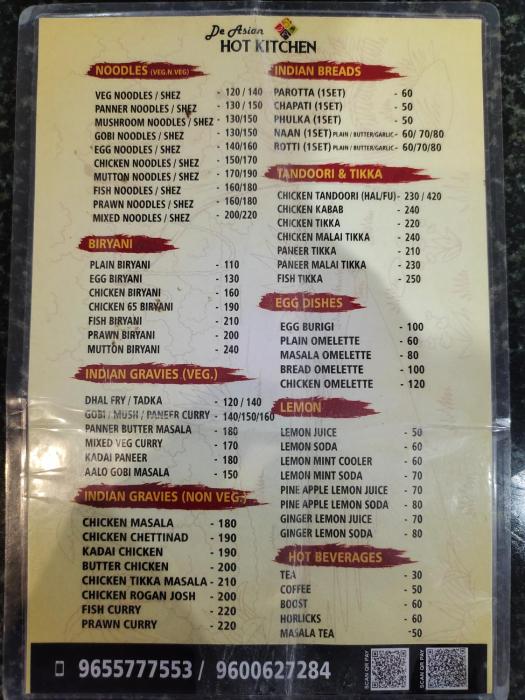 De Asian
HOT KITCHEN
NOODLES (VEG.N.VEG)
VEG NOODLES / SHEZ - 120 / 140
PANNER NOODLES / SHEZ - 130 / 150
MUSHROOM NOODLES / SHEZ - 130/150
GOBI NOODLES / SHEZ - 130/150
EGG NOODLES / SHEZ - 140/160
CHICKEN NOODLES / SHEZ - 150/170
MUTTON NOODLES / SHEZ - 170/190
FISH NOODLES / SHEZ - 160/180
PRAWN NOODLES / SHEZ - 160/180
MIXED NOODLES / SHEZ - 200/220
BIRYANI
PLAIN BIRYANI - 110
EGG BIRYANI - 130
CHICKEN BIRYANI - 160
CHICKEN 65 BIRYANI - 190
FISH BIRYANI - 210
PRAWN BIRYANI - 200
MUTTON BIRYANI - 240
INDIAN GRAVIES (VEG.)
DHAL FRY / TADKA - 120 / 140
GOBI / MUSH / PANEER CURRY - 140/150/160
PANNER BUTTER MASALA - 180
MIXED VEG CURRY - 170
KADAI PANEER - 180
AALO GOBI MASALA - 150
INDIAN GRAVIES (NON VEG.)
CHICKEN MASALA - 180
CHICKEN CHETTINAD - 190
KADAI CHICKEN - 190
BUTTER CHICKEN - 200
CHICKEN TIKKA MASALA - 210
CHICKEN ROGAN JOSH - 200
FISH CURRY - 220
PRAWN CURRY - 220
INDIAN BREADS
PAROTTA (1SET) - 60
CHAPATI (1SET) - 50
PHULKA (1SET) - 50
NAAN (1SET) PLAIN / BUTTER/GARLIC - 60/ 70/80
ROTTI (1SET) PLAIN / BUTTER/GARLIC - 60/70/80
TANDOORI & TIKKA
CHICKEN TANDOORI (HAL/FU) - 230 / 420
CHICKEN KABAB - 240
CHICKEN TIKKA - 220
CHICKEN MALAI TIKKA - 240
PANEER TIKKA - 210
PANEER MALAI TIKKA - 230
FISH TIKKA - 250
EGG DISHES
EGG BURIGI - 100
PLAIN OMELETTE - 60
MASALA OMELETTE - 80
BREAD OMELETTE - 100
CHICKEN OMELETTE - 120
LEMON
LEMON JUICE - 50
LEMON SODA - 60
LEMON MINT COOLER - 60
LEMON MINT SODA - 70
PINE APPLE LEMON JUICE - 70
PINE APPLE LEMON SODA - 80
GINGER LEMON JUICE - 70
GINGER LEMON SODA - 80
HOT BEVERAGES
TEA - 30
COFFEE - 50
BOOST - 60
HORLICKS - 60
MASALA TEA -50
9655777553 / 9600627284
SCAN OR PAY
SCAN OR PAY